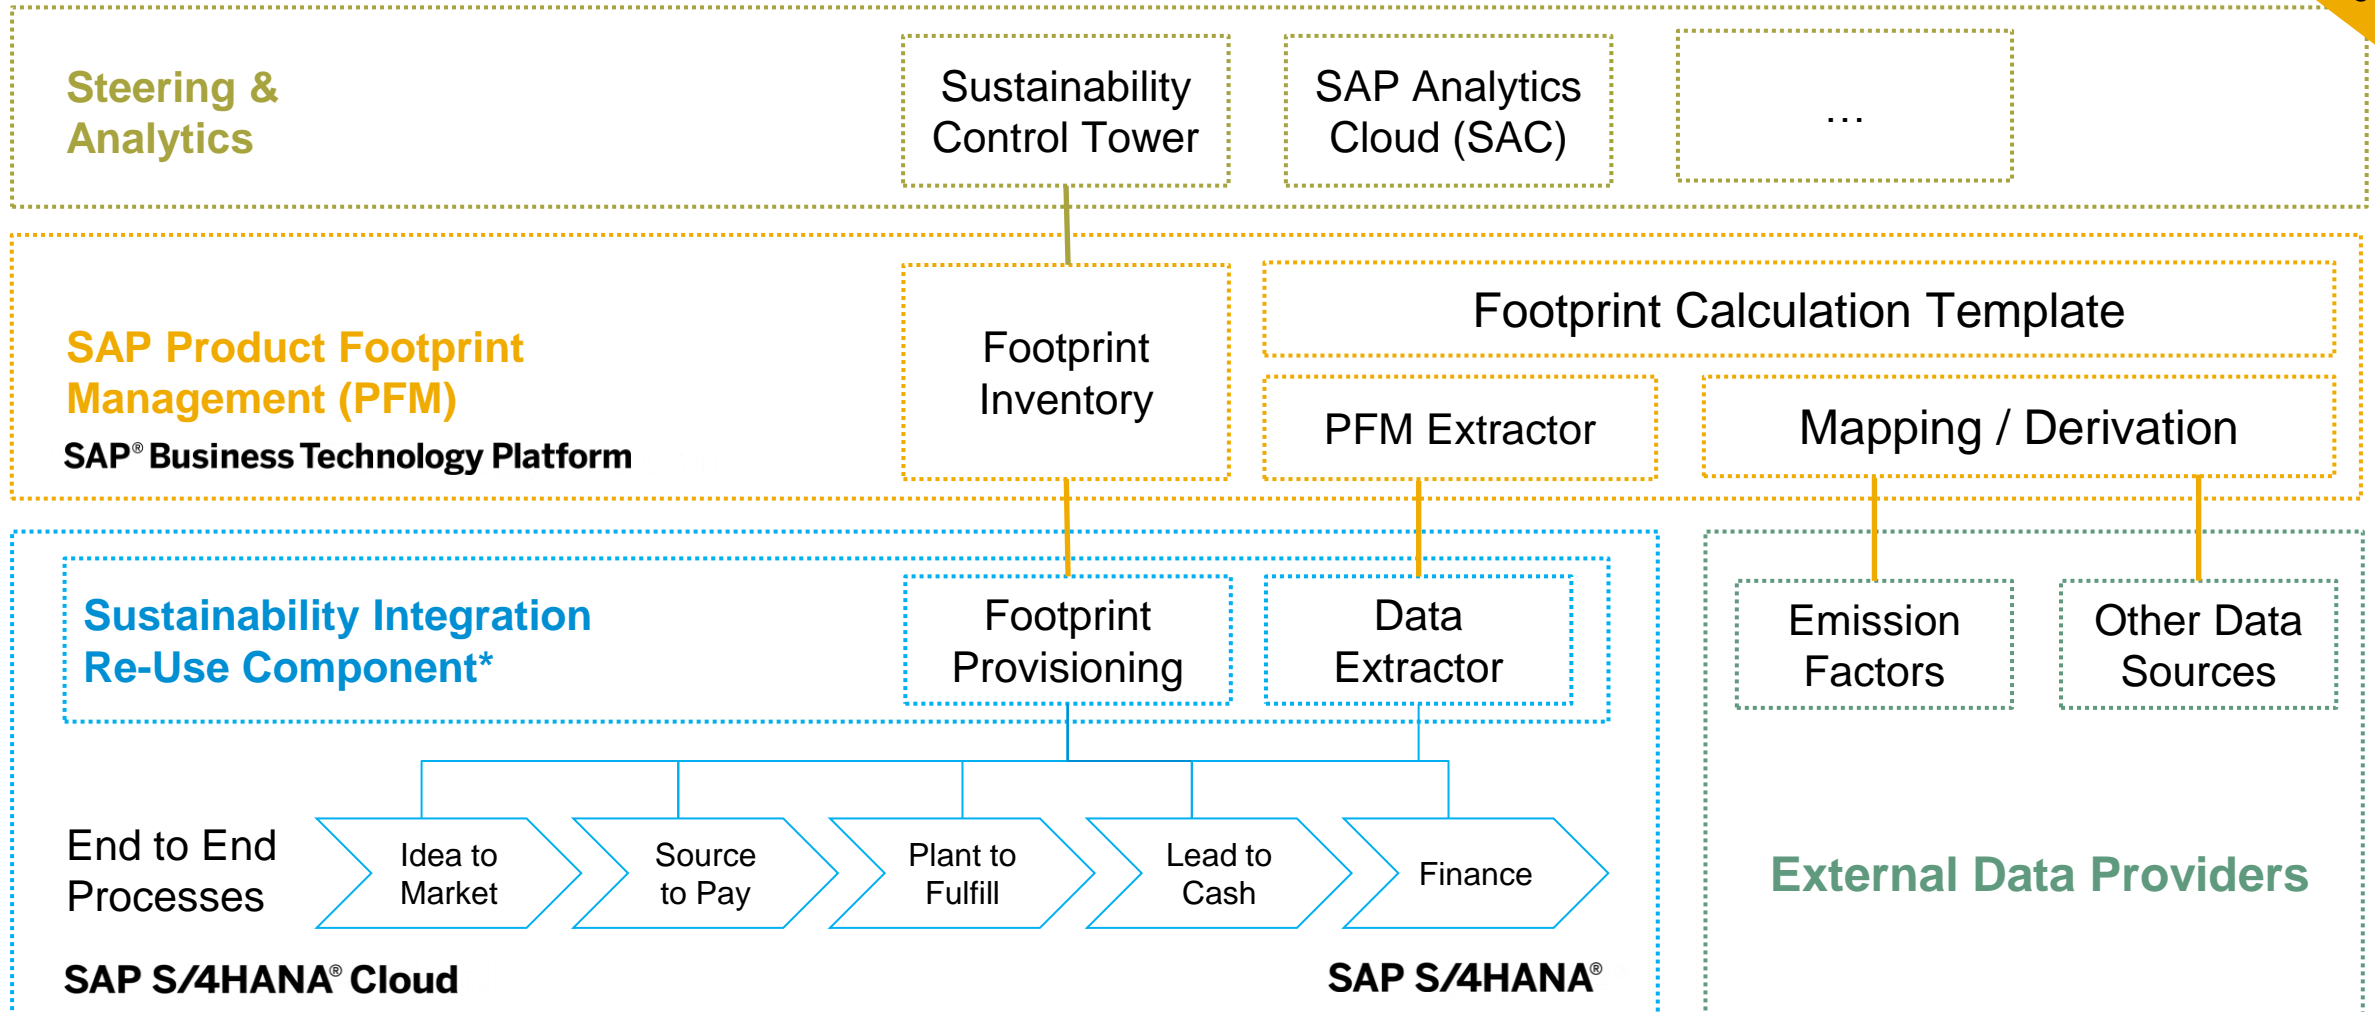 Steering &
Analytics
Sustainability
Control Tower
SAP Analytics
Cloud (SAC)
...
SAP Product Footprint
Management (PFM)
SAP® Business Technology Platform
Footprint
Inventory
Footprint Calculation Template
PFM Extractor
Mapping / Derivation
Sustainability Integration
Re-Use Component*
Footprint
Provisioning
Data
Extractor
Emission
Factors
Other Data
Sources
End to End
Processes
Idea to
Market
Source
to Pay
Plant to
Fulfill
Lead to
Cash
Finance
External Data Providers
SAP S/4HANA® Cloud
SAP S/4HANA®